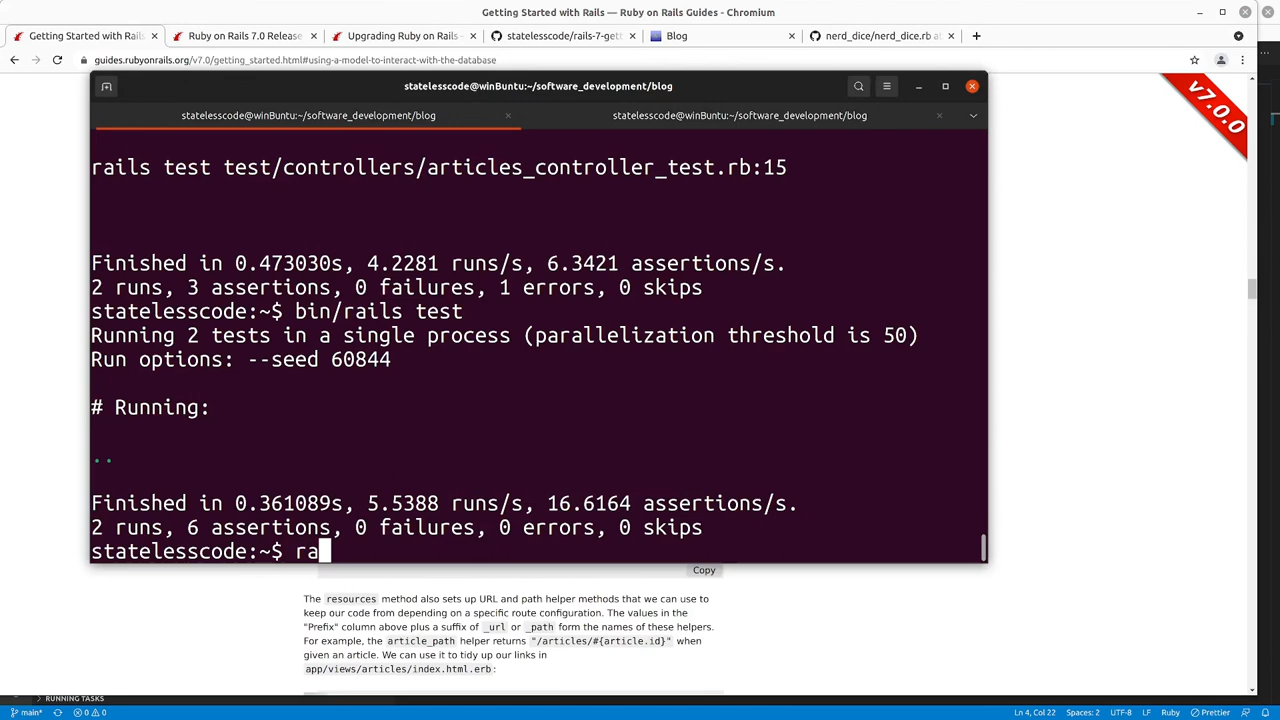 Getting Started with Rails — Ruby on Rails Guides - Chromium
Getting Started with Rails
Ruby on Rails 7.0 Release
Upgrading Ruby on Rails
statelesscode/rails-7-gett
Blog
nerd_dice/nerd_dice.rb at
guides.rubyonrails.org/v7.0/getting_started.html#using-a-model-to-interact-with-the-database
v7.0.0
statelesscode@winBuntu:~/software_development/blog
statelesscode@winBuntu:~/software_development/blog
statelesscode@winBuntu:~/software_development/blog
rails test test/controllers/articles_controller_test.rb:15
Finished in 0.473030s, 4.2281 runs/s, 6.3421 assertions/s.
2 runs, 3 assertions, 0 failures, 1 errors, 0 skips
statelesscode:~$ bin/rails test
Running 2 tests in a single process (parallelization threshold is 50)
Run options: --seed 60844
# Running:
..
Finished in 0.361089s, 5.5388 runs/s, 16.6164 assertions/s.
2 runs, 6 assertions, 0 failures, 0 errors, 0 skips
statelesscode:~$ ra
Copy
The resources method also sets up URL and path helper methods that we can use to
keep our code from depending on a specific route configuration. The values in the
"Prefix" column above plus a suffix of _url or _path form the names of these helpers.
For example, the article_path helper returns "/articles/#{article.id}" when
given an article. We can use it to tidy up our links in
app/views/articles/index.html.erb:
RUNNING TASKS
main* 0 0 Ln 4, Col 22 Spaces: 2 UTF-8 LF Ruby Prettier